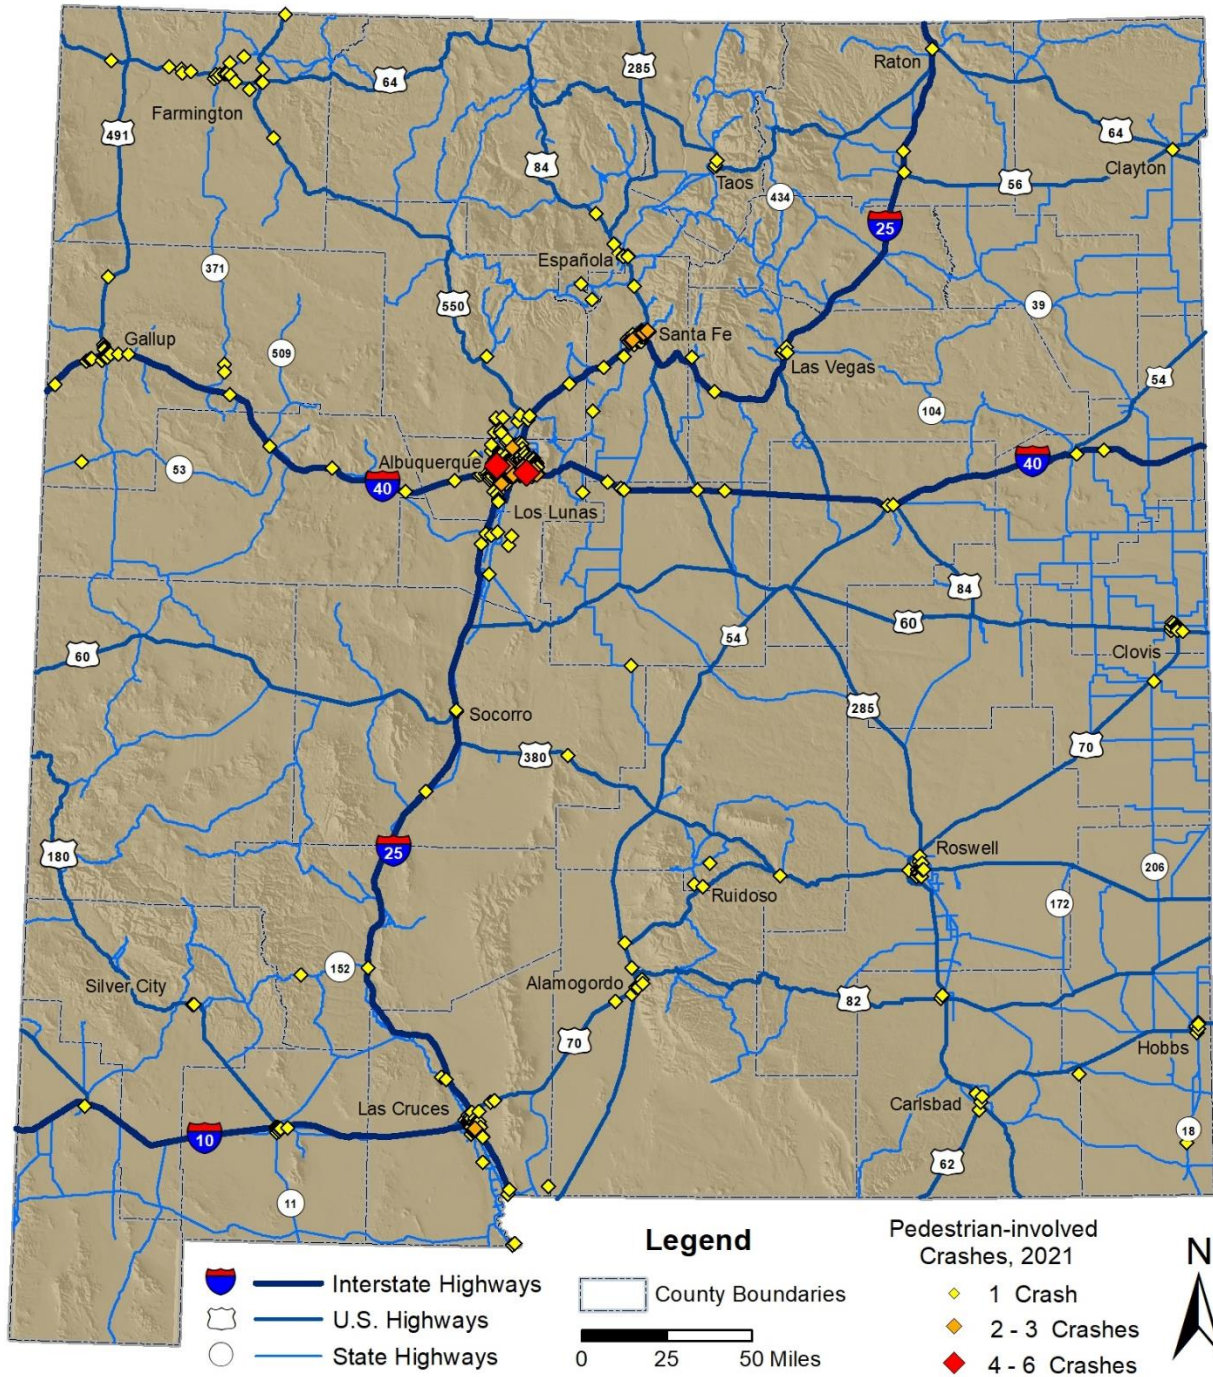 Raton
285
64
Farmington
64
491
Clayton
84
Taos
56
434
25
Española
371
550
39
Gallup
Santa Fe
509
Las Vegas
54
104
Albuquerque
53
40
40
Los Lunas
84
60
54
60
Clovis
285
Socorro
70
380
Roswell
25
180
206
Ruidoso
172
152
Silver City
Alamogordo
82
70
Hobbs
Las Cruces
Carlsbad
10
18
62
11
Legend
Interstate Highways
U.S. Highways
State Highways
County Boundaries
0 25 50 Miles
Pedestrian-involved
Crashes, 2021
1 Crash
2 - 3 Crashes
4 - 6 Crashes
N